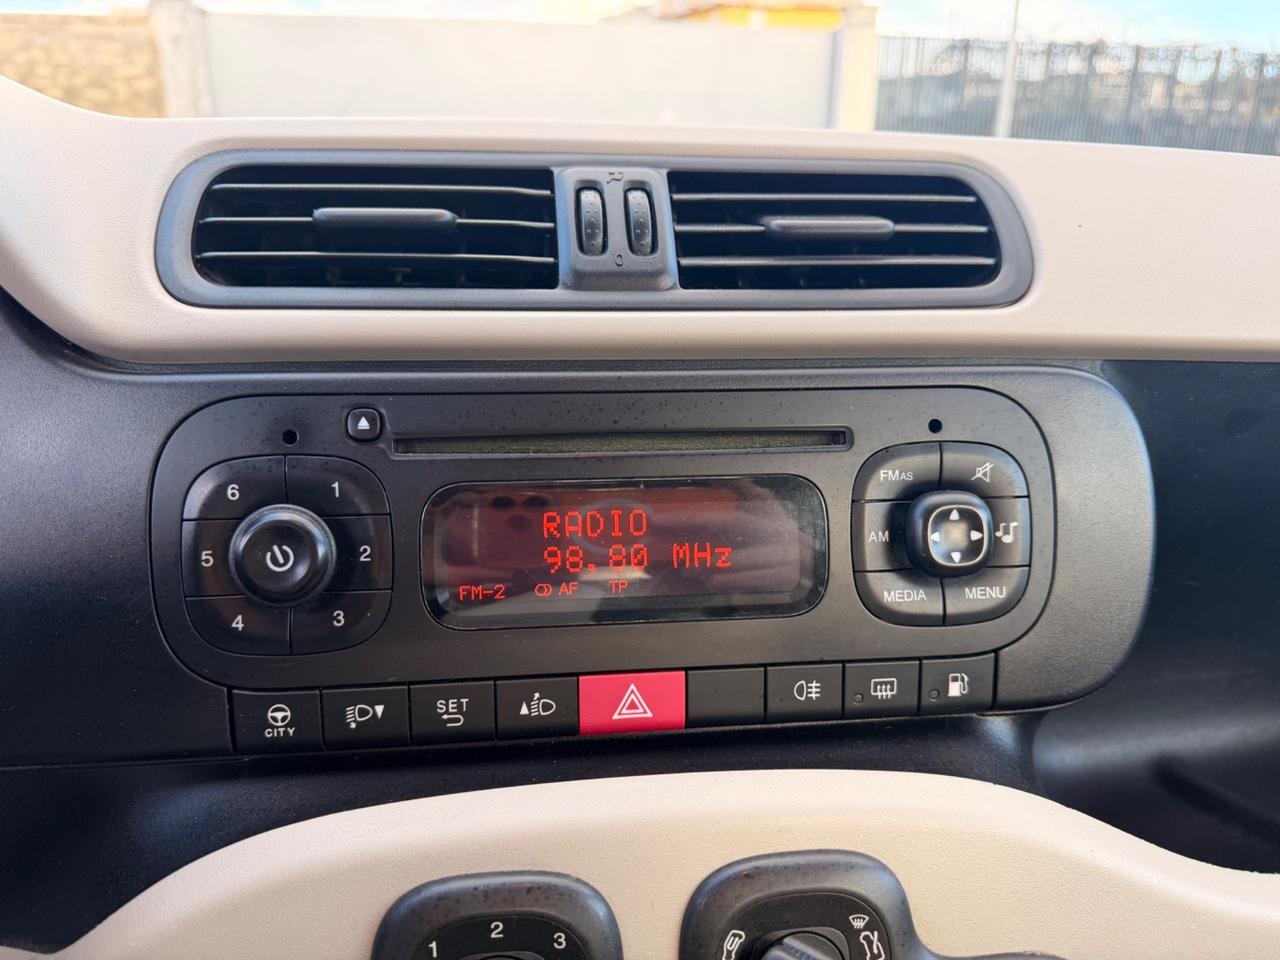 0
6
1
5
2
4
3
RADIO
98.80 MHz
FM-2 AF TP
FMAS
AM
MEDIA
MENU
CITY
SET
1 2 3